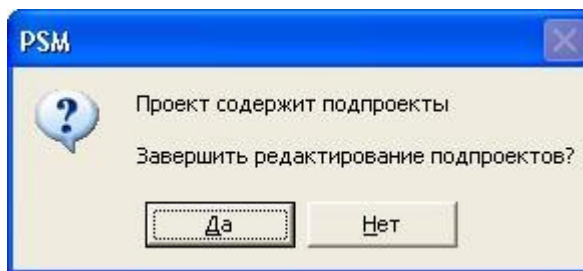 PSM
Проект содержит подпроекты
Завершить редактирование подпроектов?
Да
Нет